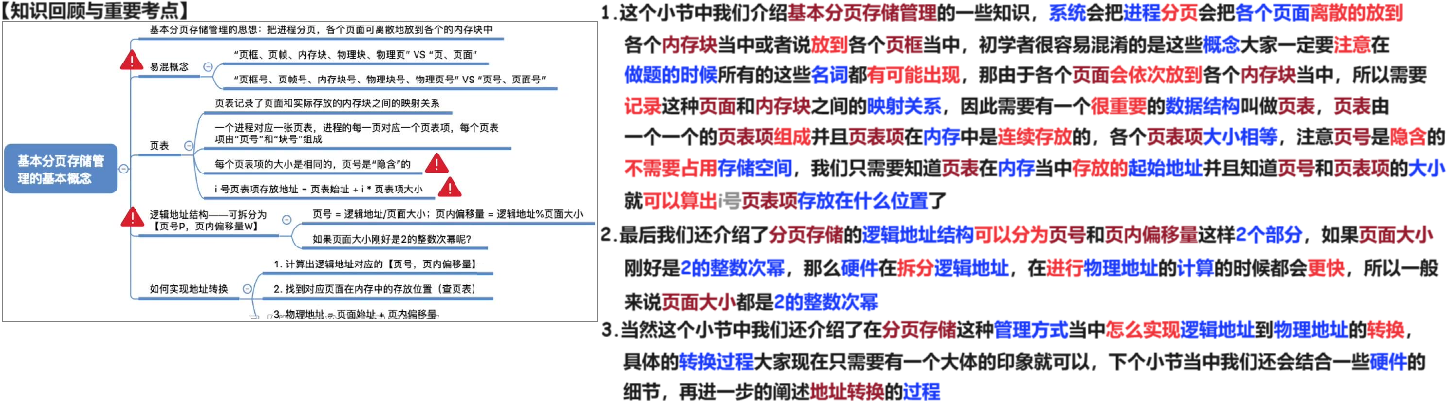 【知识回顾与重要考点】
基本分页存储管理的思想：把进程分页，各个页面可离散地放到各个的内存块中
易混概念
“页框、页帧、内存块、物理块、物理页” VS “页、页面”
“页框号、页帧号、内存块号、物理块号、物理页号” VS “页号、页面号”
页表
页表记录了页面和实际存放的内存块之间的映射关系
一个进程对应一张页表，进程的每一页对应一个页表项，每个页表
项由“页号”和“块号”组成
每个页表项的大小是相同的，页号是“隐含”的
i 号页表项存放地址 = 页表始址 + i * 页表项大小
基本分页存储管
理的基本概念
逻辑地址结构——可拆分为
【页号P，页内偏移量W】
页号 = 逻辑地址/页面大小；页内偏移量 = 逻辑地址%页面大小
如果页面大小刚好是2的整数次幂呢？
如何实现地址转换
1. 计算出逻辑地址对应的【页号，页内偏移量】
2. 找到对应页面在内存中的存放位置（查页表）
3. 物理地址 = 页面始址 + 页内偏移量
1.这个小节中我们介绍基本分页存储管理的一些知识，系统会把进程分页会把各个页面离散的放到
各个内存块当中或者说放到各个页框当中，初学者很容易混淆的是这些概念大家一定要注意在
做题的时候所有的这些名词都有可能出现，那由于各个页面会依次放到各个内存块当中，所以需要
记录这种页面和内存块之间的映射关系，因此需要有一个很重要的数据结构叫做页表，页表由
一个一个的页表项组成并且页表项在内存中是连续存放的，各个页表项大小相等，注意页号是隐含的
不需要占用存储空间，我们只需要知道页表在内存当中存放的起始地址并且知道页号和页表项的大小
就可以算出i号页表项存放在什么位置了
2.最后我们还介绍了分页存储的逻辑地址结构可以分为页号和页内偏移量这样2个部分，如果页面大小
刚好是2的整数次幂，那么硬件在拆分逻辑地址，在进行物理地址的计算的时候都会更快，所以一般
来说页面大小都是2的整数次幂
3.当然这个小节中我们还介绍了在分页存储这种管理方式当中怎么实现逻辑地址到物理地址的转换，
具体的转换过程大家现在只需要有一个大体的印象就可以，下个小节当中我们还会结合一些硬件的
细节，再进一步的阐述地址转换的过程